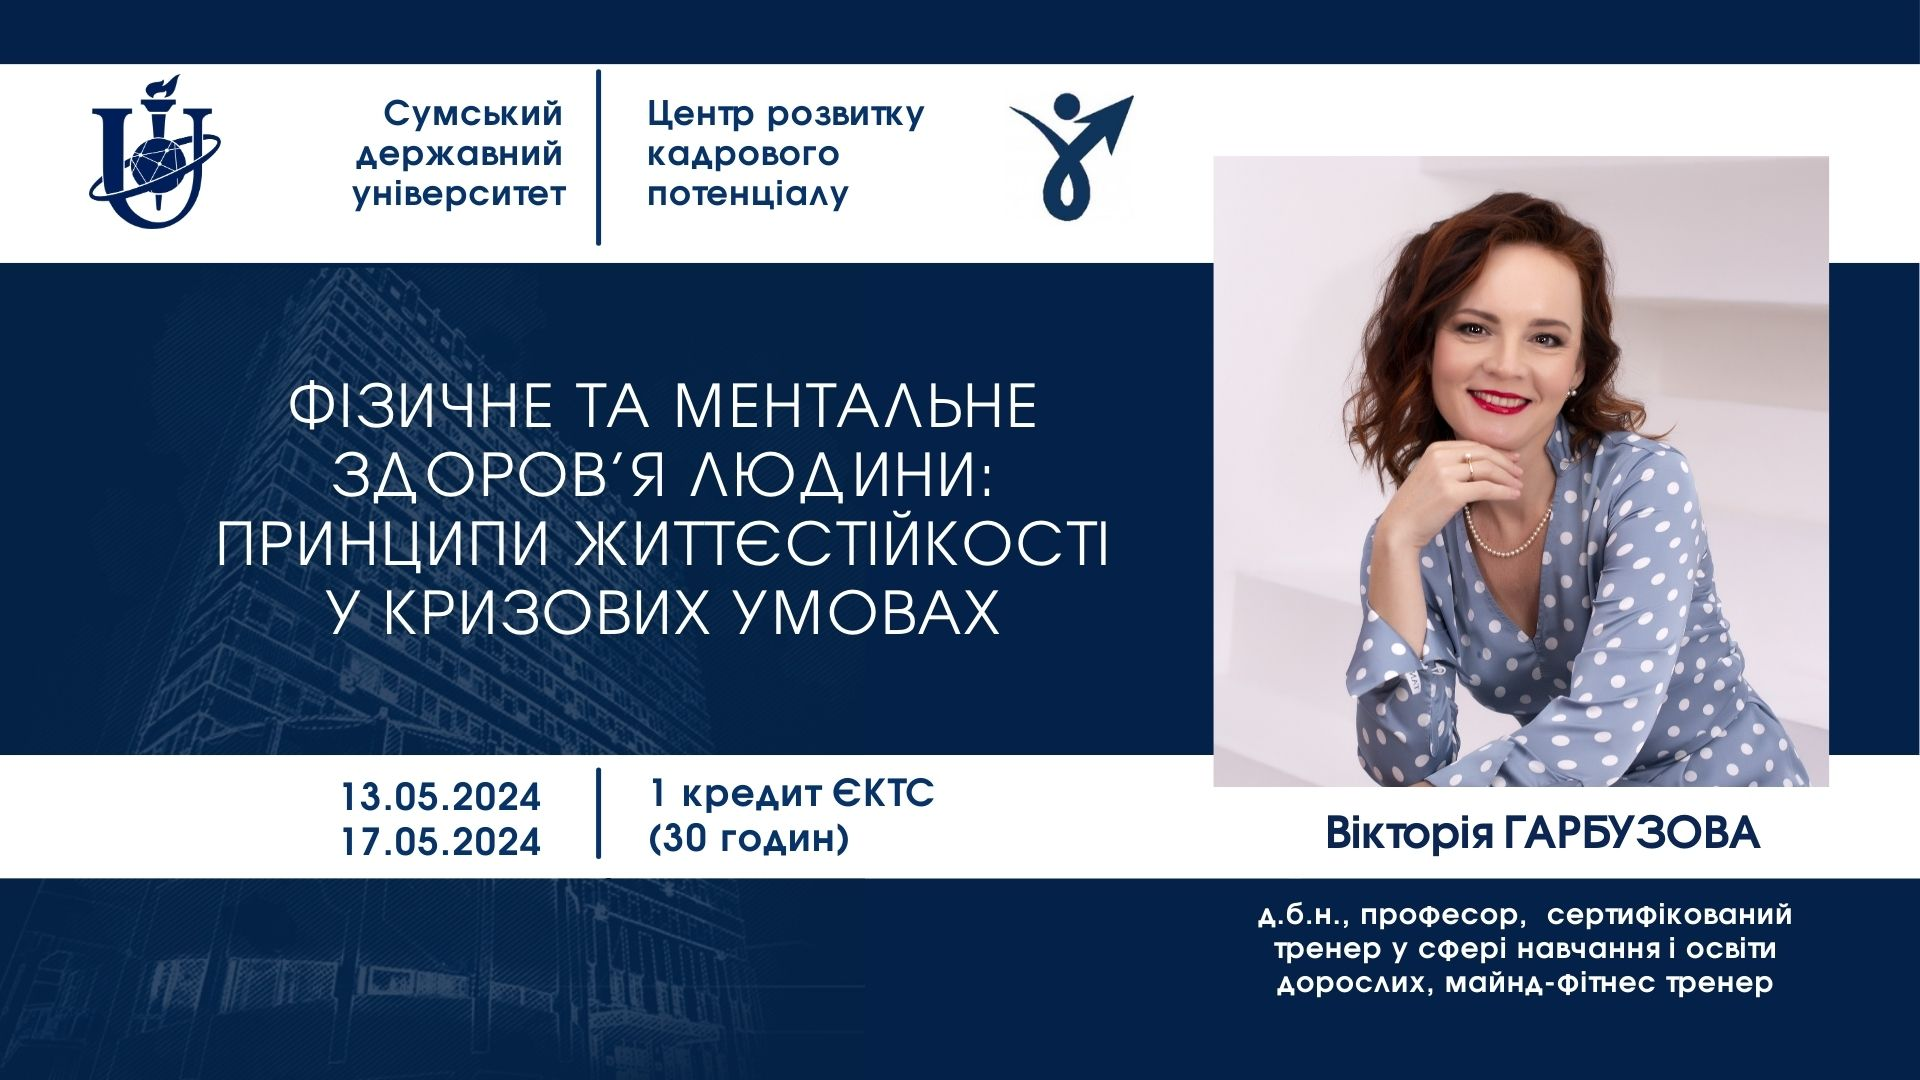 Сумський
державний
університет
Центр розвитку
кадрового
потенціалу
ФІЗИЧНЕ ТА МЕНТАЛЬНЕ
ЗДОРОВ’Я ЛЮДИНИ:
ПРИНЦИПИ ЖИТТЄСТІЙКОСТІ
У КРИЗОВИХ УМОВАХ
13.05.2024
17.05.2024
1 кредит ЄКТС
(30 годин)
Вікторія ГАРБУЗОВА
д.б.н., професор, сертифікований
тренер у сфері навчання і освіти
дорослих, майнд-фітнес тренер